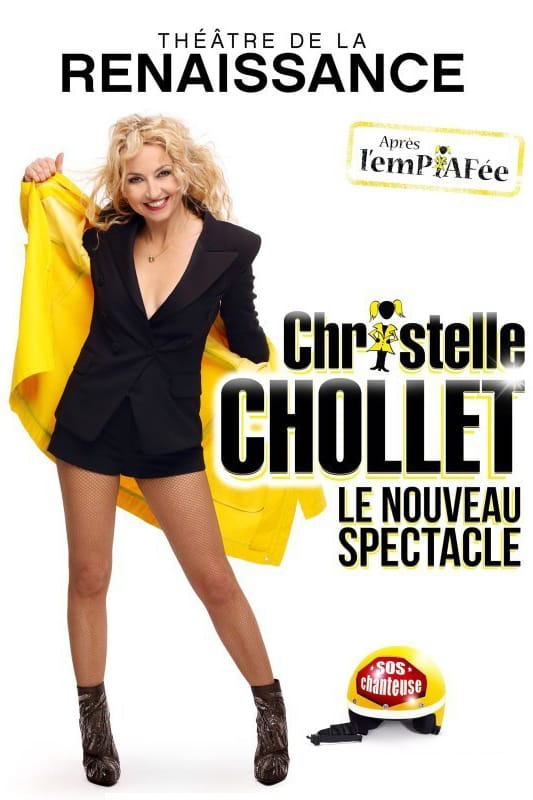 THÉÂTRE DE LA
RENAISSANCE
Après
l'emPIAFée
Christelle
CHOLLET
LE NOUVEAU
SPECTACLE
SOS
chanteuse